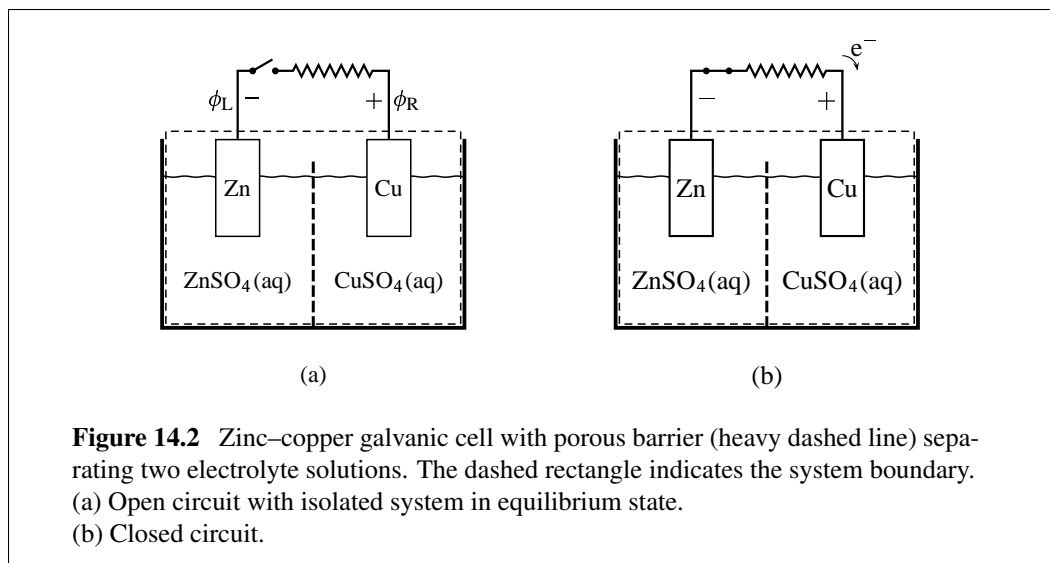 ϕL − + ϕR
Zn Cu
ZnSO4(aq) CuSO4(aq)
(a)
e−
− +
Zn Cu
ZnSO4(aq) CuSO4(aq)
(b)
Figure 14.2 Zinc–copper galvanic cell with porous barrier (heavy dashed line) sepa-
rating two electrolyte solutions. The dashed rectangle indicates the system boundary.
(a) Open circuit with isolated system in equilibrium state.
(b) Closed circuit.